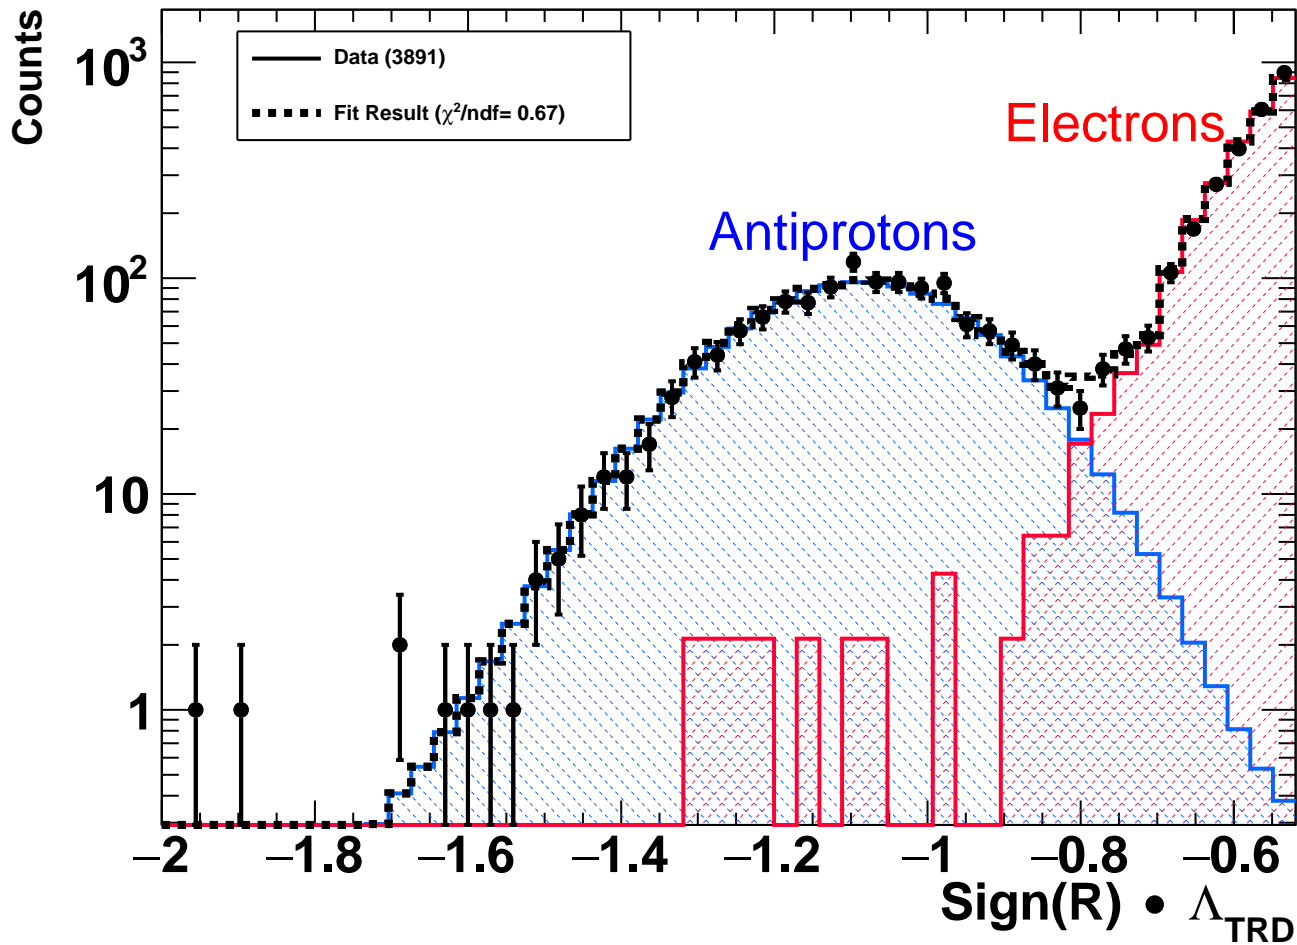 Counts
Data (3891)
Fit Result (χ²/ndf= 0.67)
Electrons
Antiprotons
10³
10²
10
1
−2 −1.8 −1.6 −1.4 −1.2 −1 −0.8 −0.6
Sign(R) • Λ_TRD